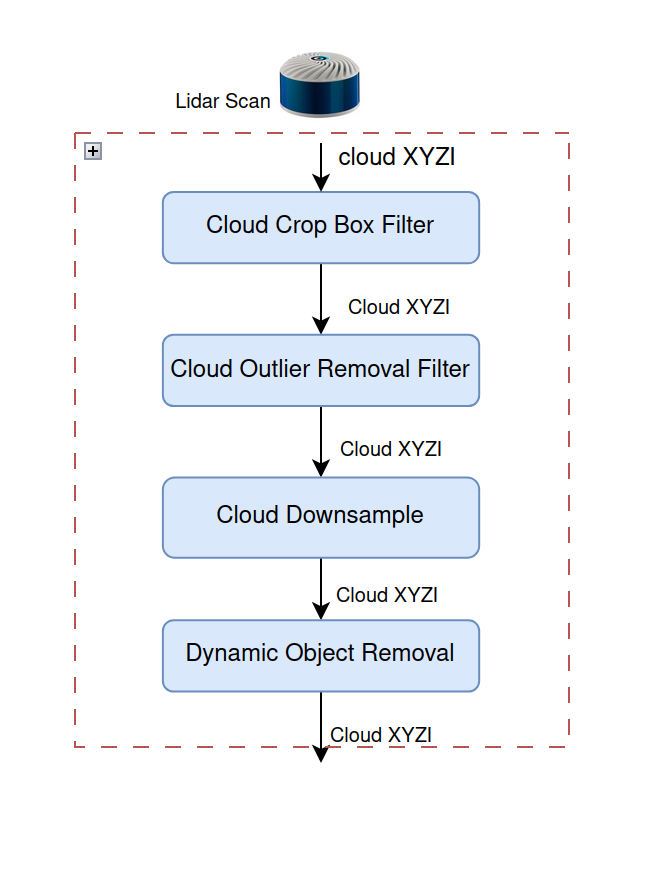 Lidar Scan
cloud XYZI
Cloud Crop Box Filter
Cloud XYZI
Cloud Outlier Removal Filter
Cloud XYZI
Cloud Downsample
Cloud XYZI
Dynamic Object Removal
Cloud XYZI